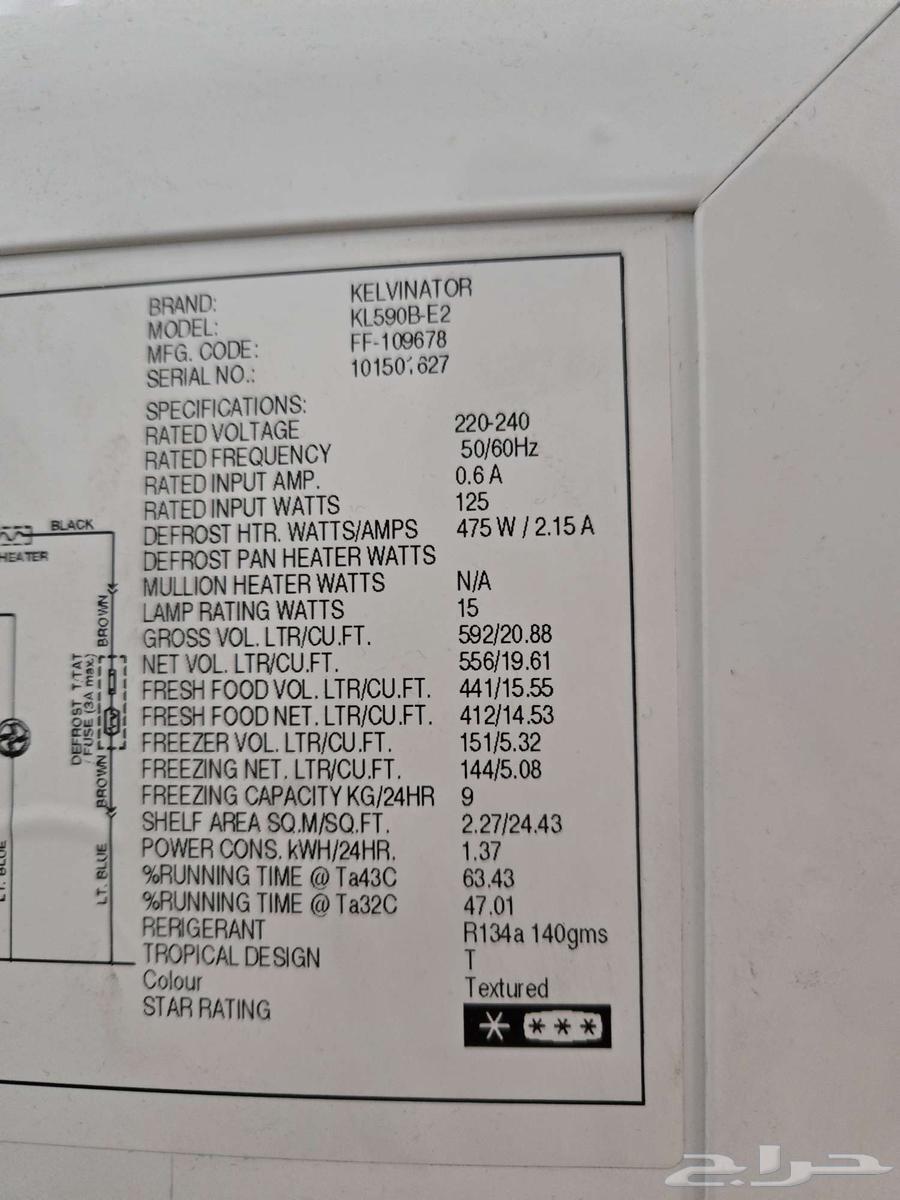 BRAND: KELVINATOR
MODEL: KL590B-E2
MFG. CODE: FF-109678
SERIAL NO.:
SPECIFICATIONS:
RATED VOLTAGE 220-240
RATED FREQUENCY 50/60Hz
RATED INPUT AMP. 0.6 A
RATED INPUT WATTS 125
DEFROST HTR. WATTS/AMPS 475 W / 2.15 A
DEFROST PAN HEATER WATTS
MULLION HEATER WATTS N/A
LAMP RATING WATTS 15
GROSS VOL. LTR/CU.FT. 592/20.88
NET VOL. LTR/CU.FT. 556/19.61
FRESH FOOD VOL. LTR/CU.FT. 441/15.55
FRESH FOOD NET. LTR/CU.FT. 412/14.53
FREEZER VOL. LTR/CU.FT. 151/5.32
FREEZING NET. LTR/CU.FT. 144/5.08
FREEZING CAPACITY KG/24HR 9
SHELF AREA SQ.M/SQ.FT. 2.27/24.43
POWER CONS. kWH/24HR. 1.37
%RUNNING TIME @ Ta43C 63.43
%RUNNING TIME @ Ta32C 47.01
RERIGERANT R134a 140gms
TROPICAL DESIGN T
Colour Textured
STAR RATING
BLACK
HEATER
BROWN
DEFROST T/TAT
/FUSE (3A max.)
BROWN
LT. BLUE
LT. BLUE
حراج